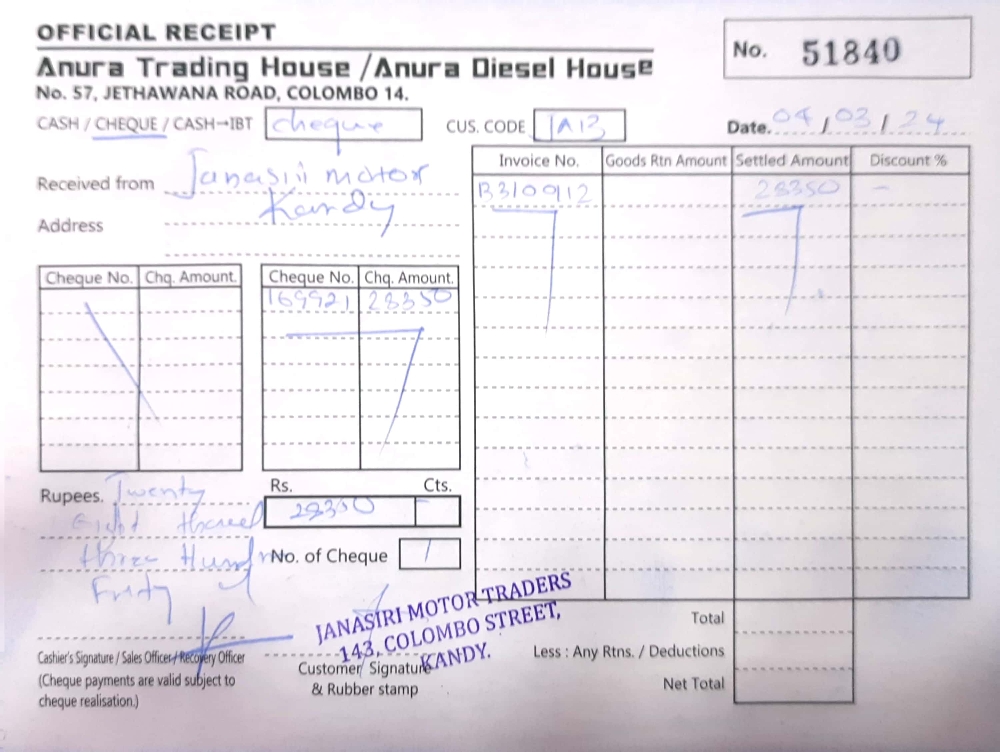 OFFICIAL RECEIPT
No. 51840
Anura Trading House / Anura Diesel House
No. 57, JETHAWANA ROAD, COLOMBO 14.
CASH / CHEQUE / CASH→IBT cheque
CUS. CODE JA13
Date. 04 / 03 / 24
Received from Janasiri motor
Address Kandy
Invoice No. Goods Rtn Amount Settled Amount Discount %
B3100912 28350 -
Cheque No. Chq. Amount. Cheque No. Chq. Amount.
169921 28350
Rupees. Twenty
Eight
three
Rs. Cts.
28350 -
No. of Cheque 1
JANASIRI MOTOR TRADERS
143, COLOMBO STREET,
KANDY.
Cashier's Signature / Sales Officer / Recovery Officer
(Cheque payments are valid subject to
cheque realisation.)
Customer Signature
& Rubber stamp
Total
Less : Any Rtns. / Deductions
Net Total